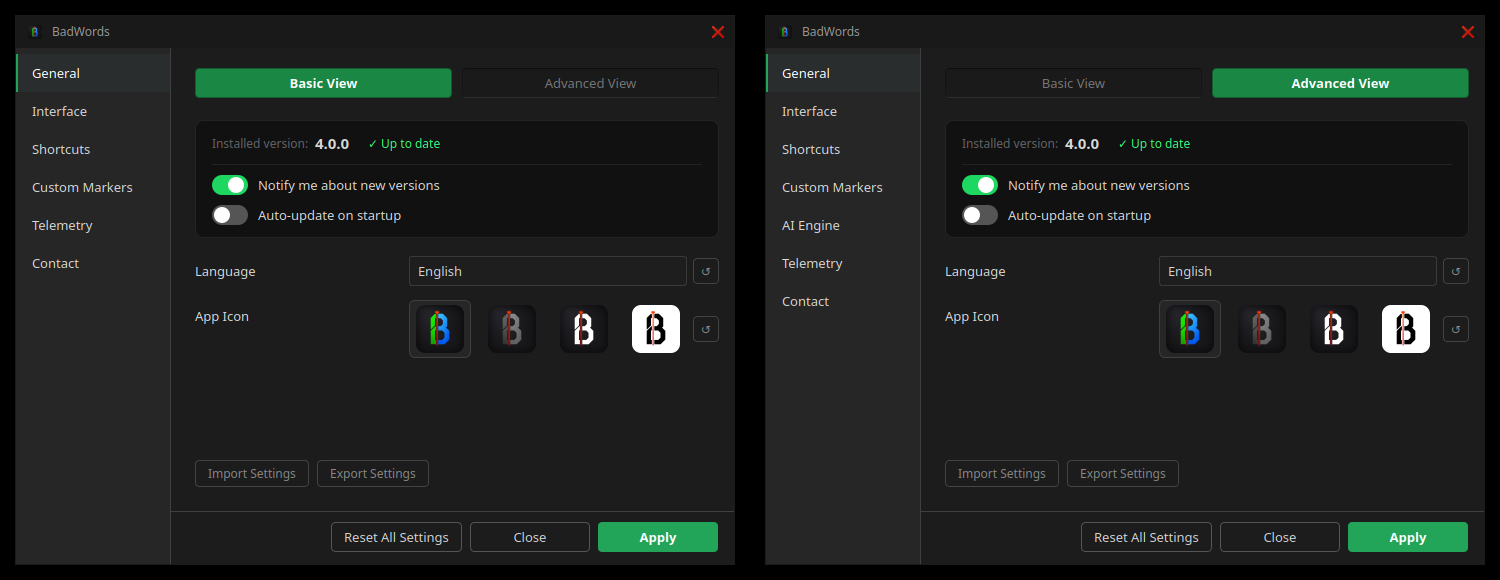 BadWords
General
Interface
Shortcuts
Custom Markers
Telemetry
Contact
Basic View
Advanced View
Installed version: 4.0.0 ✓ Up to date
Notify me about new versions
Auto-update on startup
Language
English
↺
App Icon
↺
Import Settings
Export Settings
Reset All Settings
Close
Apply
BadWords
General
Interface
Shortcuts
Custom Markers
AI Engine
Telemetry
Contact
Basic View
Advanced View
Installed version: 4.0.0 ✓ Up to date
Notify me about new versions
Auto-update on startup
Language
English
↺
App Icon
↺
Import Settings
Export Settings
Reset All Settings
Close
Apply